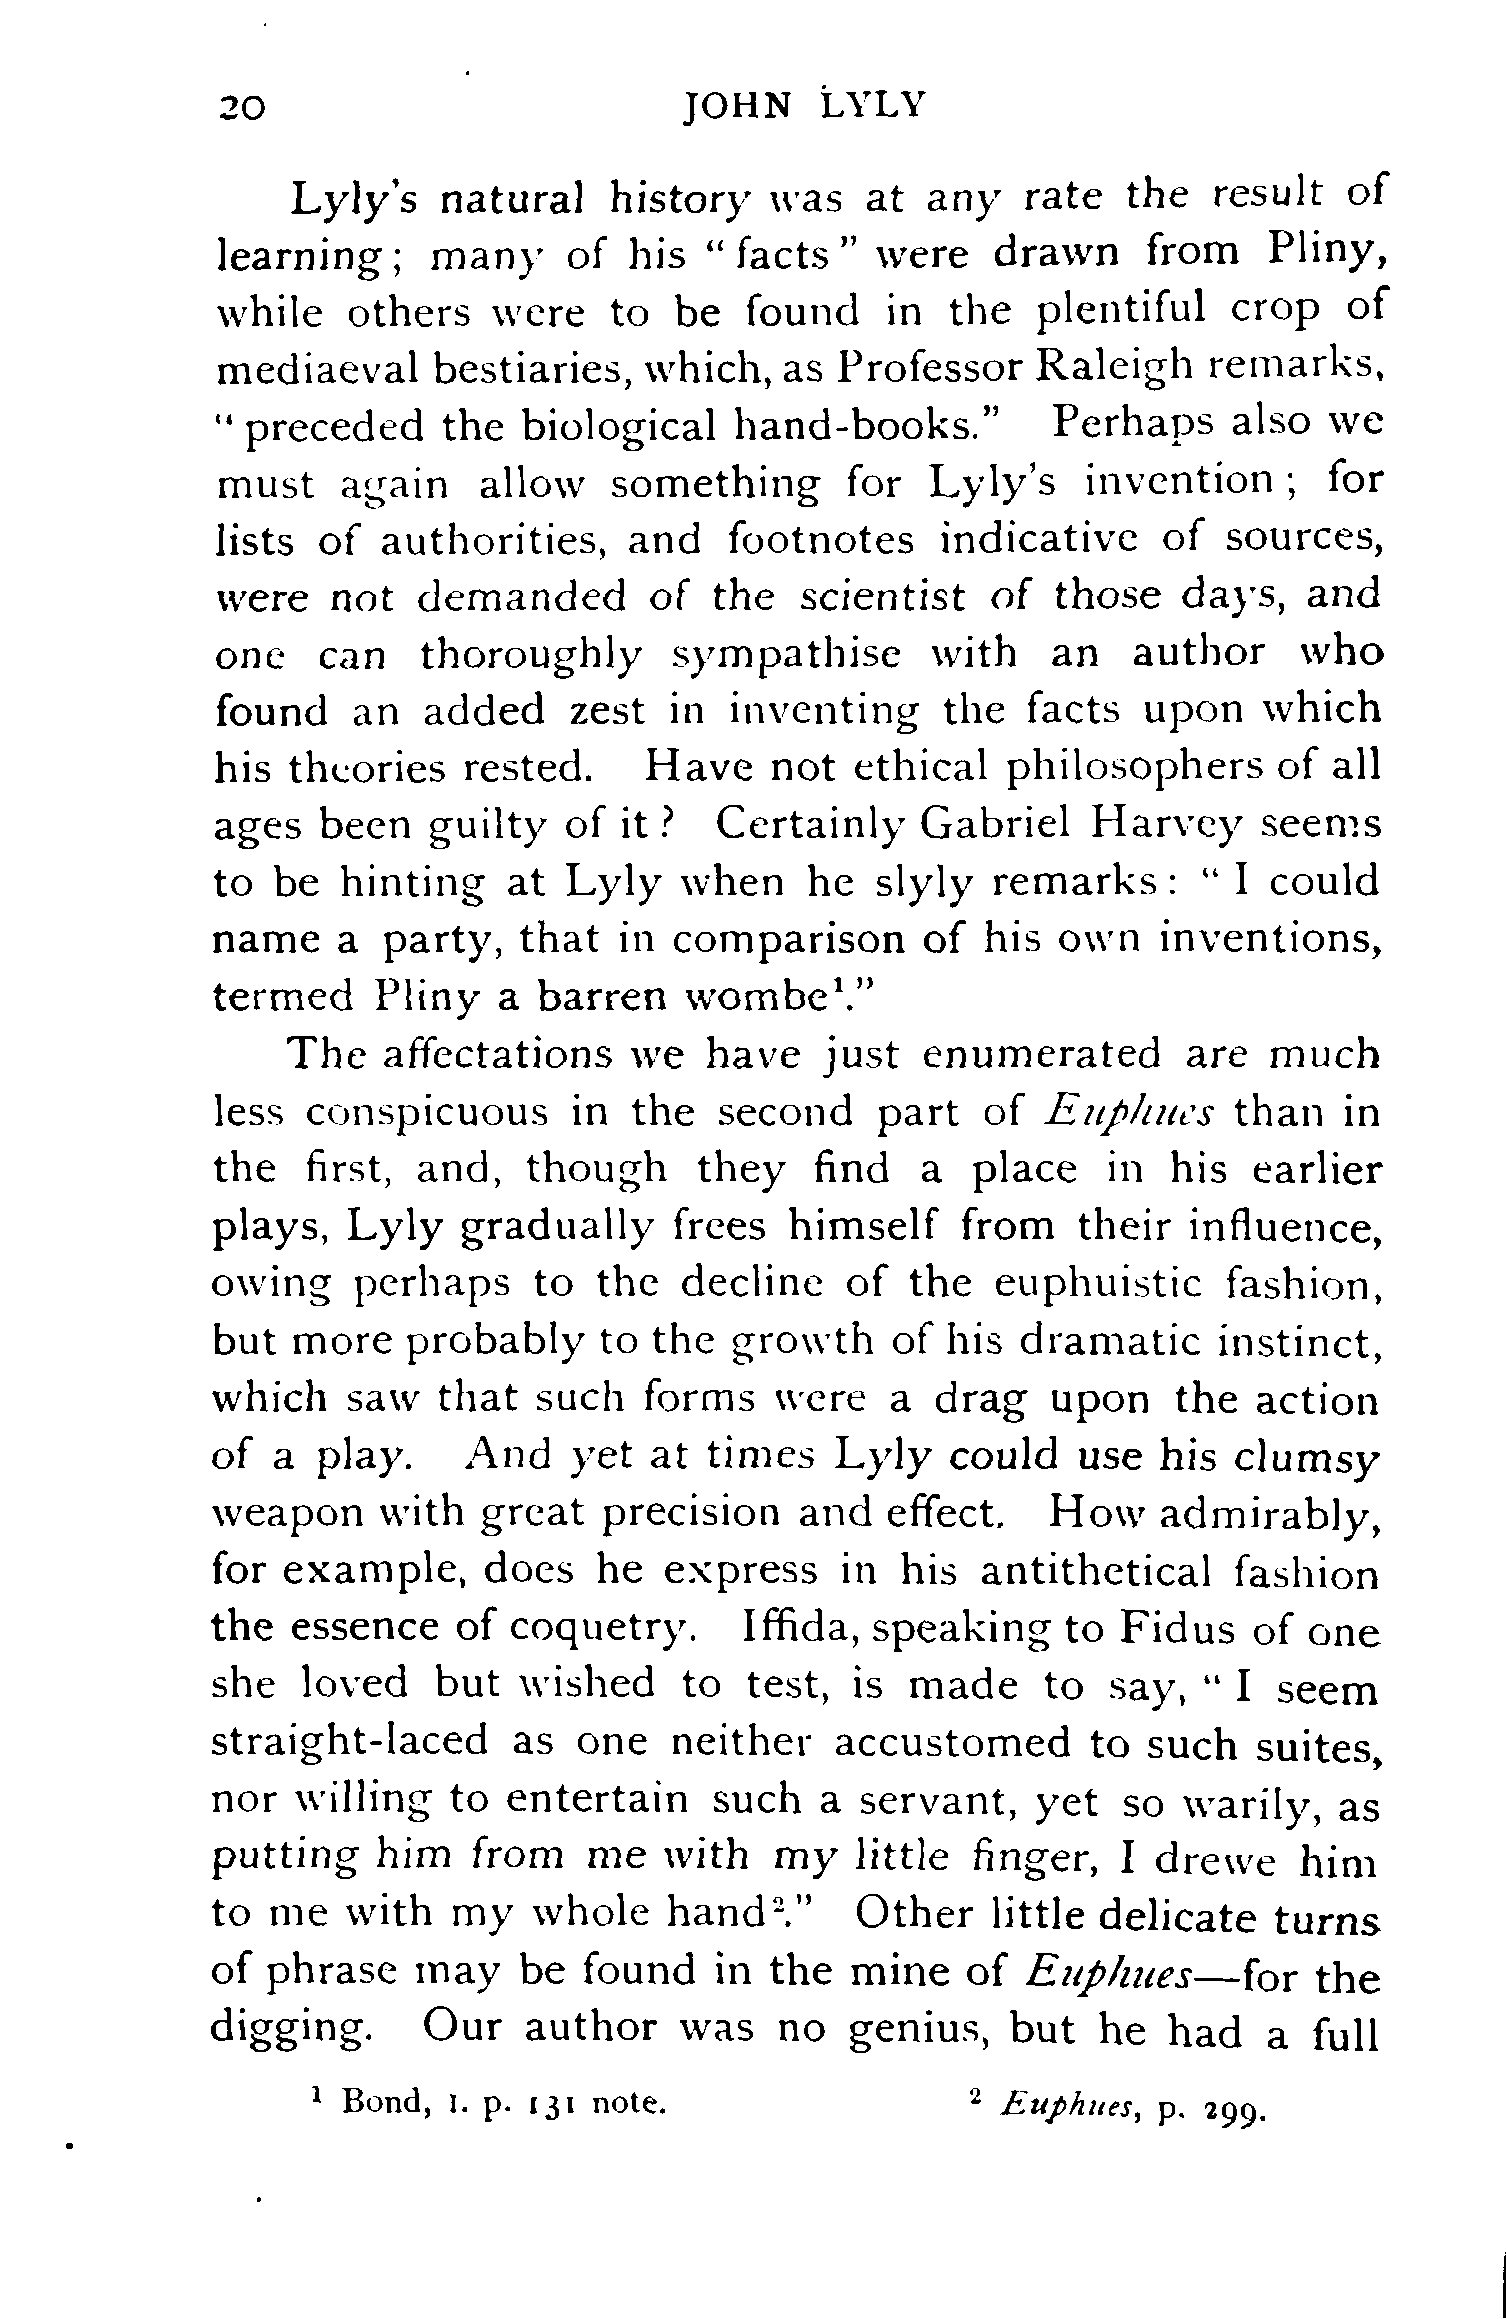 20 JOHN LYLY
Lyly's natural history was at any rate the result of
learning; many of his "facts" were drawn from Pliny,
while others were to be found in the plentiful crop of
mediaeval bestiaries, which, as Professor Raleigh remarks,
"preceded the biological hand-books." Perhaps also we
must again allow something for Lyly's invention; for
lists of authorities, and footnotes indicative of sources,
were not demanded of the scientist of those days, and
one can thoroughly sympathise with an author who
found an added zest in inventing the facts upon which
his theories rested. Have not ethical philosophers of all
ages been guilty of it? Certainly Gabriel Harvey seems
to be hinting at Lyly when he slyly remarks: "I could
name a party, that in comparison of his own inventions,
termed Pliny a barren wombe¹."
The affectations we have just enumerated are much
less conspicuous in the second part of Euphues than in
the first, and, though they find a place in his earlier
plays, Lyly gradually frees himself from their influence,
owing perhaps to the decline of the euphuistic fashion,
but more probably to the growth of his dramatic instinct,
which saw that such forms were a drag upon the action
of a play. And yet at times Lyly could use his clumsy
weapon with great precision and effect. How admirably,
for example, does he express in his antithetical fashion
the essence of coquetry. Iffida, speaking to Fidus of one
she loved but wished to test, is made to say, "I seem
straight-laced as one neither accustomed to such suites,
nor willing to entertain such a servant, yet so warily, as
putting him from me with my little finger, I drewe him
to me with my whole hand²." Other little delicate turns
of phrase may be found in the mine of Euphues—for the
digging. Our author was no genius, but he had a full
¹ Bond, I. p. 131 note. ² Euphues, p. 299.